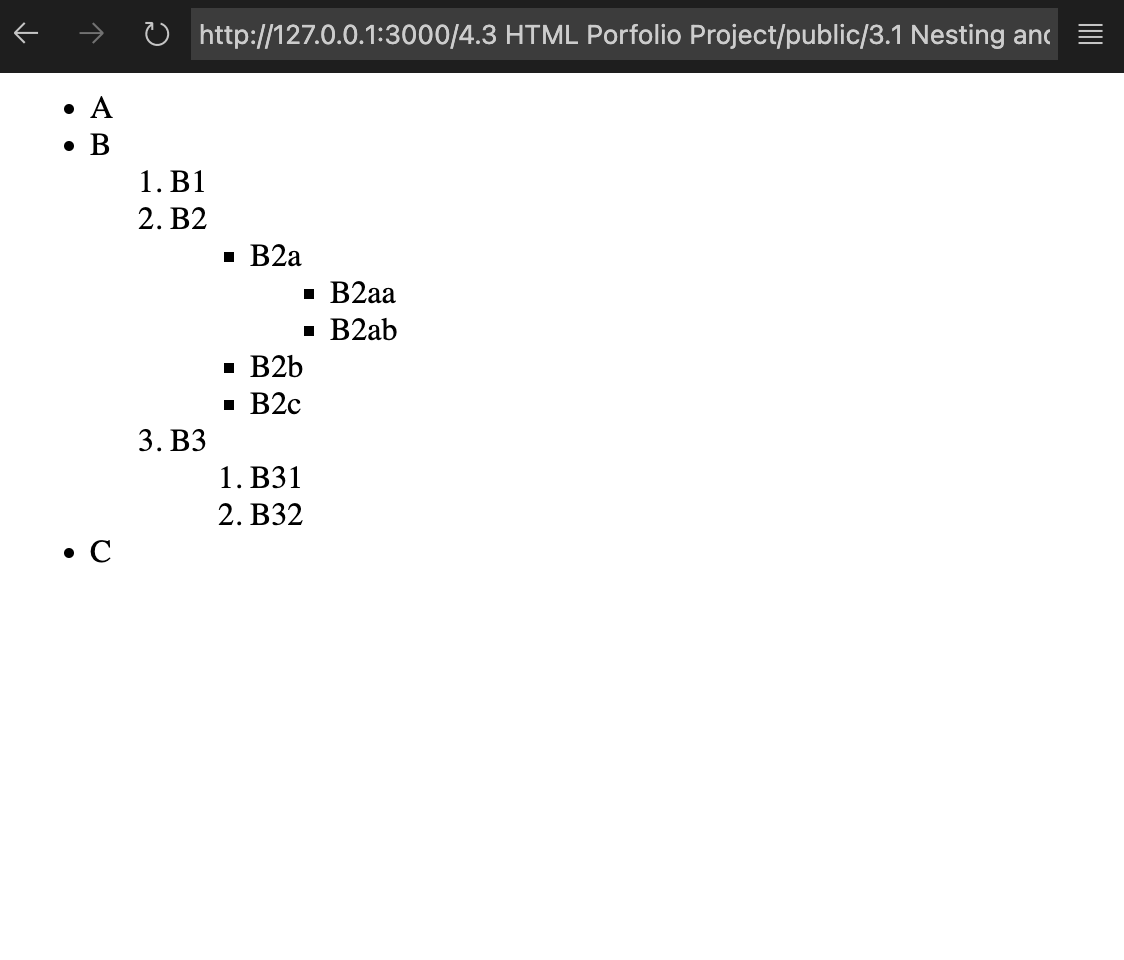 http://127.0.0.1:3000/4.3 HTML Porfolio Project/public/3.1 Nesting and
• A
• B
1. B1
2. B2
▪ B2a
▪ B2aa
▪ B2ab
▪ B2b
▪ B2c
3. B3
1. B31
2. B32
• C